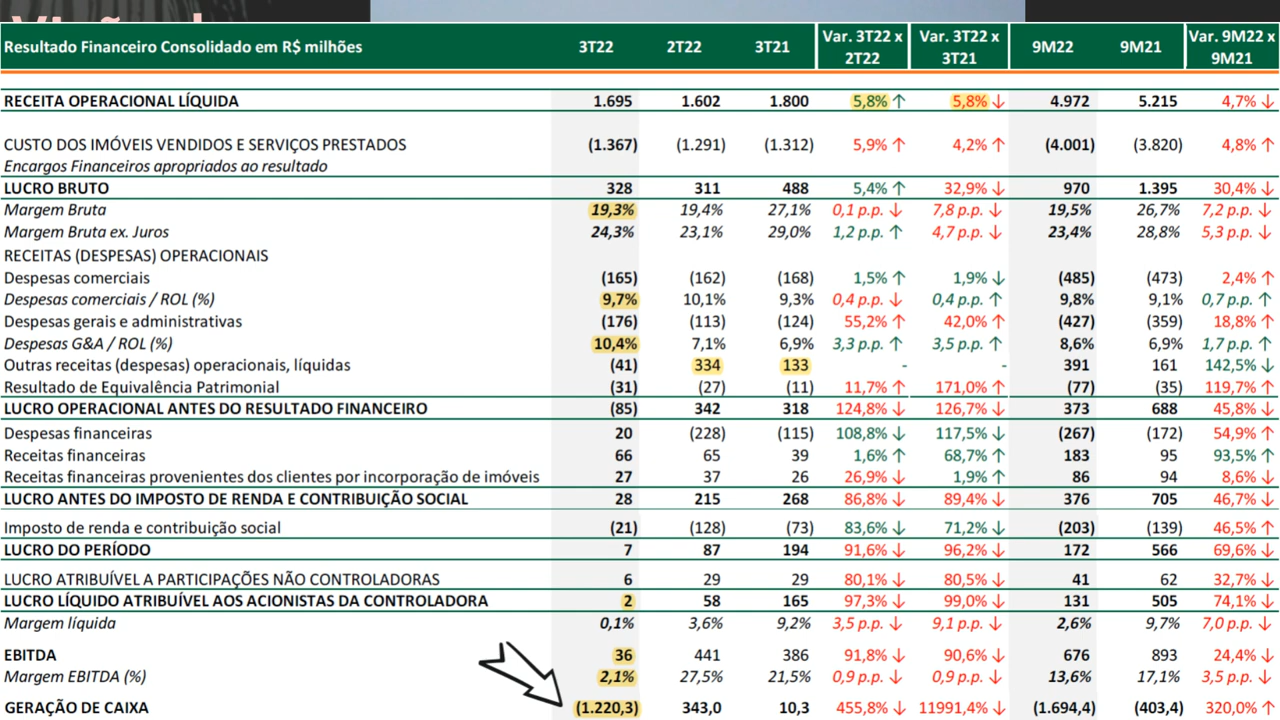 Resultado Financeiro Consolidado em R$ milhões 3T22 2T22 3T21 Var. 3T22 x 2T22 Var. 3T22 x 3T21 9M22 9M21 Var. 9M22 x 9M21
RECEITA OPERACIONAL LÍQUIDA 1.695 1.602 1.800 5,8% ↑ 5,8% ↓ 4.972 5.215 4,7% ↓
CUSTO DOS IMÓVEIS VENDIDOS E SERVIÇOS PRESTADOS (1.367) (1.291) (1.312) 5,9% ↑ 4,2% ↑ (4.001) (3.820) 4,8% ↑
Encargos Financeiros apropriados ao resultado
LUCRO BRUTO 328 311 488 5,4% ↑ 32,9% ↓ 970 1.395 30,4% ↓
Margem Bruta 19,3% 19,4% 27,1% 0,1 p.p. ↓ 7,8 p.p. ↓ 19,5% 26,7% 7,2 p.p. ↓
Margem Bruta ex. Juros 24,3% 23,1% 29,0% 1,2 p.p. ↑ 4,7 p.p. ↓ 23,4% 28,8% 5,3 p.p. ↓
RECEITAS (DESPESAS) OPERACIONAIS
Despesas comerciais (165) (162) (168) 1,5% ↑ 1,9% ↓ (485) (473) 2,4% ↑
Despesas comerciais / ROL (%) 9,7% 10,1% 9,3% 0,4 p.p. ↓ 0,4 p.p. ↑ 9,8% 9,1% 0,7 p.p. ↑
Despesas gerais e administrativas (176) (113) (124) 55,2% ↑ 42,0% ↑ (427) (359) 18,8% ↑
Despesas G&A / ROL (%) 10,4% 7,1% 6,9% 3,3 p.p. ↑ 3,5 p.p. ↑ 8,6% 6,9% 1,7 p.p. ↑
Outras receitas (despesas) operacionais, líquidas (41) 334 133 - - 391 161 142,5% ↓
Resultado de Equivalência Patrimonial (31) (27) (11) 11,7% ↑ 171,0% ↑ (77) (35) 119,7% ↑
LUCRO OPERACIONAL ANTES DO RESULTADO FINANCEIRO (85) 342 318 124,8% ↓ 126,7% ↓ 373 688 45,8% ↓
Despesas financeiras 20 (228) (115) 108,8% ↓ 117,5% ↓ (267) (172) 54,9% ↑
Receitas financeiras 66 65 39 1,6% ↑ 68,7% ↑ 183 95 93,5% ↑
Receitas financeiras provenientes dos clientes por incorporação de imóveis 27 37 26 26,9% ↓ 1,9% ↑ 86 94 8,6% ↓
LUCRO ANTES DO IMPOSTO DE RENDA E CONTRIBUIÇÃO SOCIAL 28 215 268 86,8% ↓ 89,4% ↓ 376 705 46,7% ↓
Imposto de renda e contribuição social (21) (128) (73) 83,6% ↓ 71,2% ↓ (203) (139) 46,5% ↑
LUCRO DO PERÍODO 7 87 194 91,6% ↓ 96,2% ↓ 172 566 69,6% ↓
LUCRO ATRIBUÍVEL A PARTICIPAÇÕES NÃO CONTROLADORAS 6 29 29 80,1% ↓ 80,5% ↓ 41 62 32,7% ↓
LUCRO LÍQUIDO ATRIBUÍVEL AOS ACIONISTAS DA CONTROLADORA 2 58 165 97,3% ↓ 99,0% ↓ 131 505 74,1% ↓
Margem líquida 0,1% 3,6% 9,2% 3,5 p.p. ↓ 9,1 p.p. ↓ 2,6% 9,7% 7,0 p.p. ↓
EBITDA 36 441 386 91,8% ↓ 90,6% ↓ 676 893 24,4% ↓
Margem EBITDA (%) 2,1% 27,5% 21,5% 0,9 p.p. ↓ 0,9 p.p. ↓ 13,6% 17,1% 3,5 p.p. ↓
GERAÇÃO DE CAIXA (1.220,3) 343,0 10,3 455,8% ↓ 11991,4% ↓ (1.694,4) (403,4) 320,0% ↑